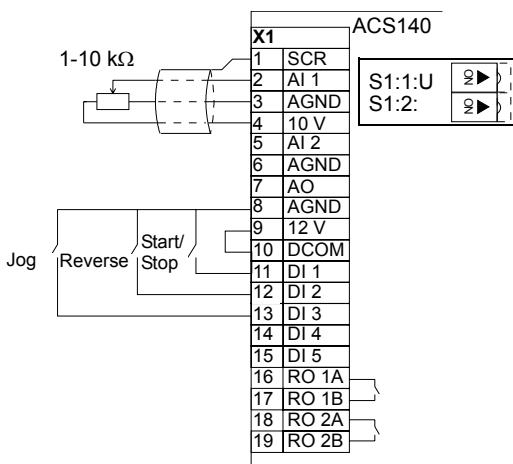 ACS140
X1
1-10 kΩ
1 SCR
2 AI 1
3 AGND
4 10 V
5 AI 2
6 AGND
7 AO
8 AGND
9 12 V
10 DCOM
11 DI 1
12 DI 2
13 DI 3
14 DI 4
15 DI 5
16 RO 1A
17 RO 1B
18 RO 2A
19 RO 2B
S1:1:U
S1:2:
Jog
Reverse
Start/
Stop